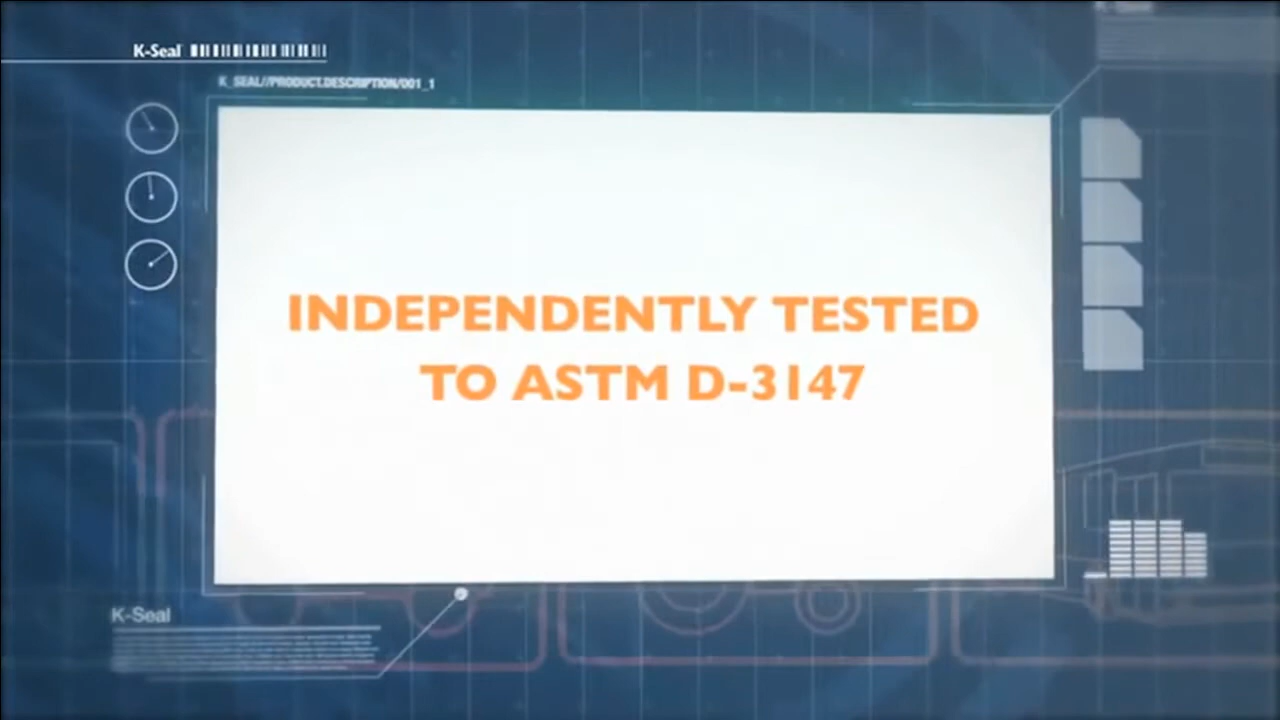 K-Seal
K_SEAL//PRODUCT.DESCRIPTION/001_1
INDEPENDENTLY TESTED
TO ASTM D-3147
K-Seal